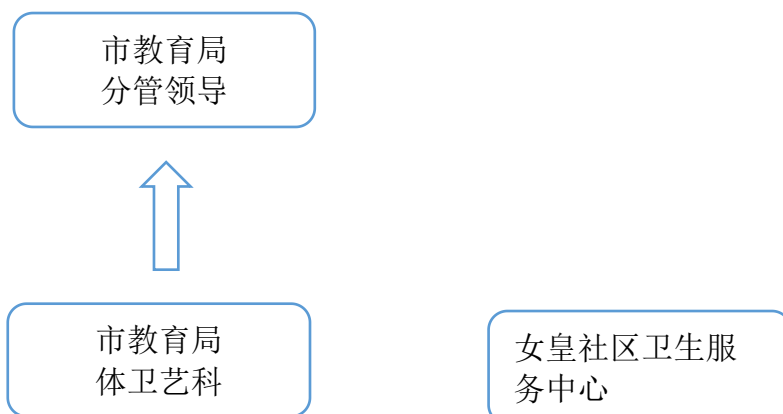 市教育局
分管领导
市教育局
体卫艺科
女皇社区卫生服
务中心